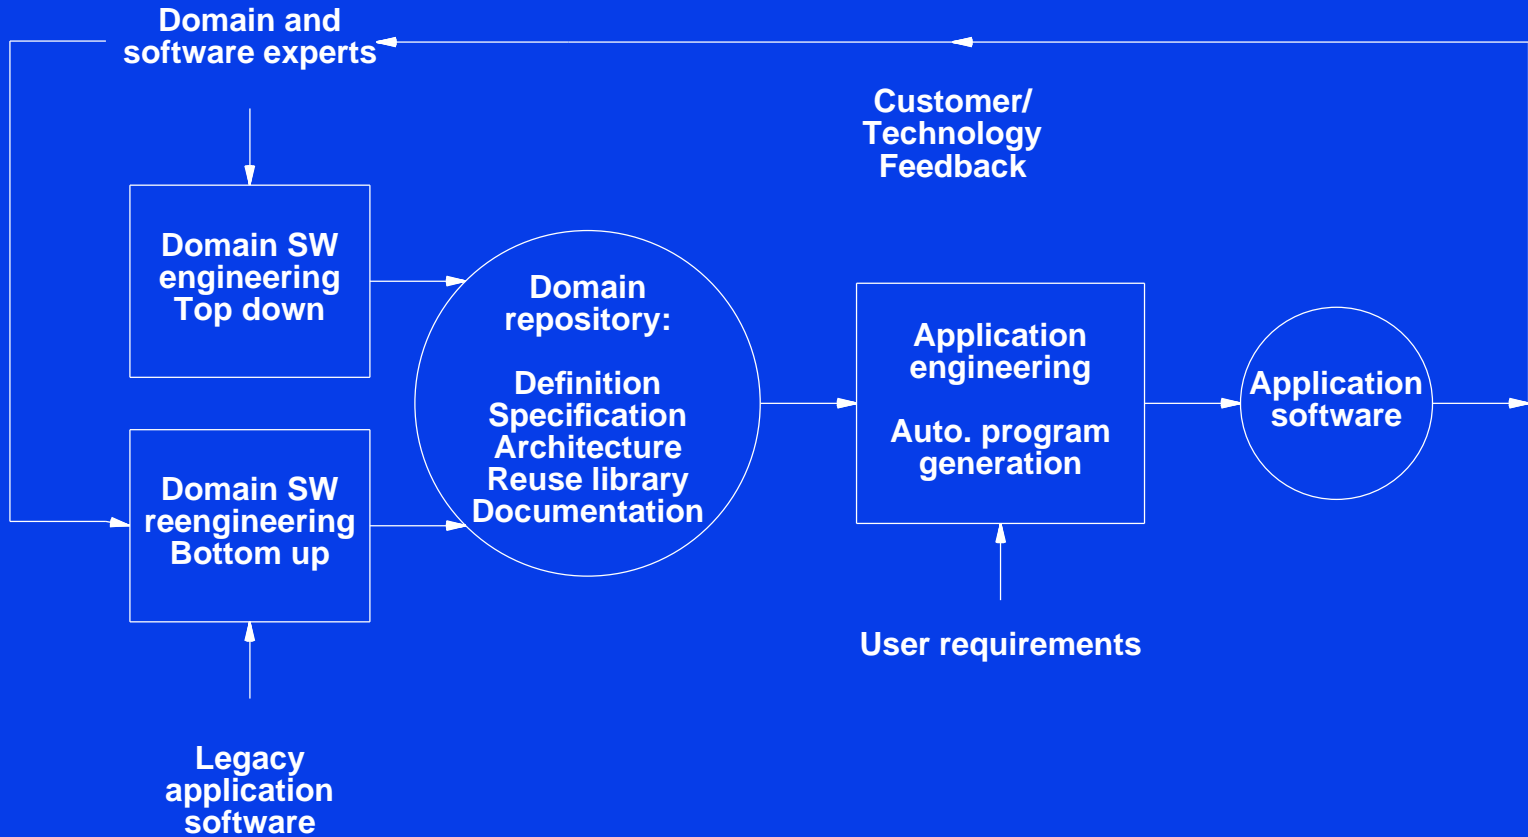 Domain and
software experts
Customer/
Technology
Feedback
Domain SW
engineering
Top down
Domain
repository:
Definition
Specification
Architecture
Reuse library
Documentation
Application
engineering
Auto. program
generation
Application
software
Domain SW
reengineering
Bottom up
User requirements
Legacy
application
software